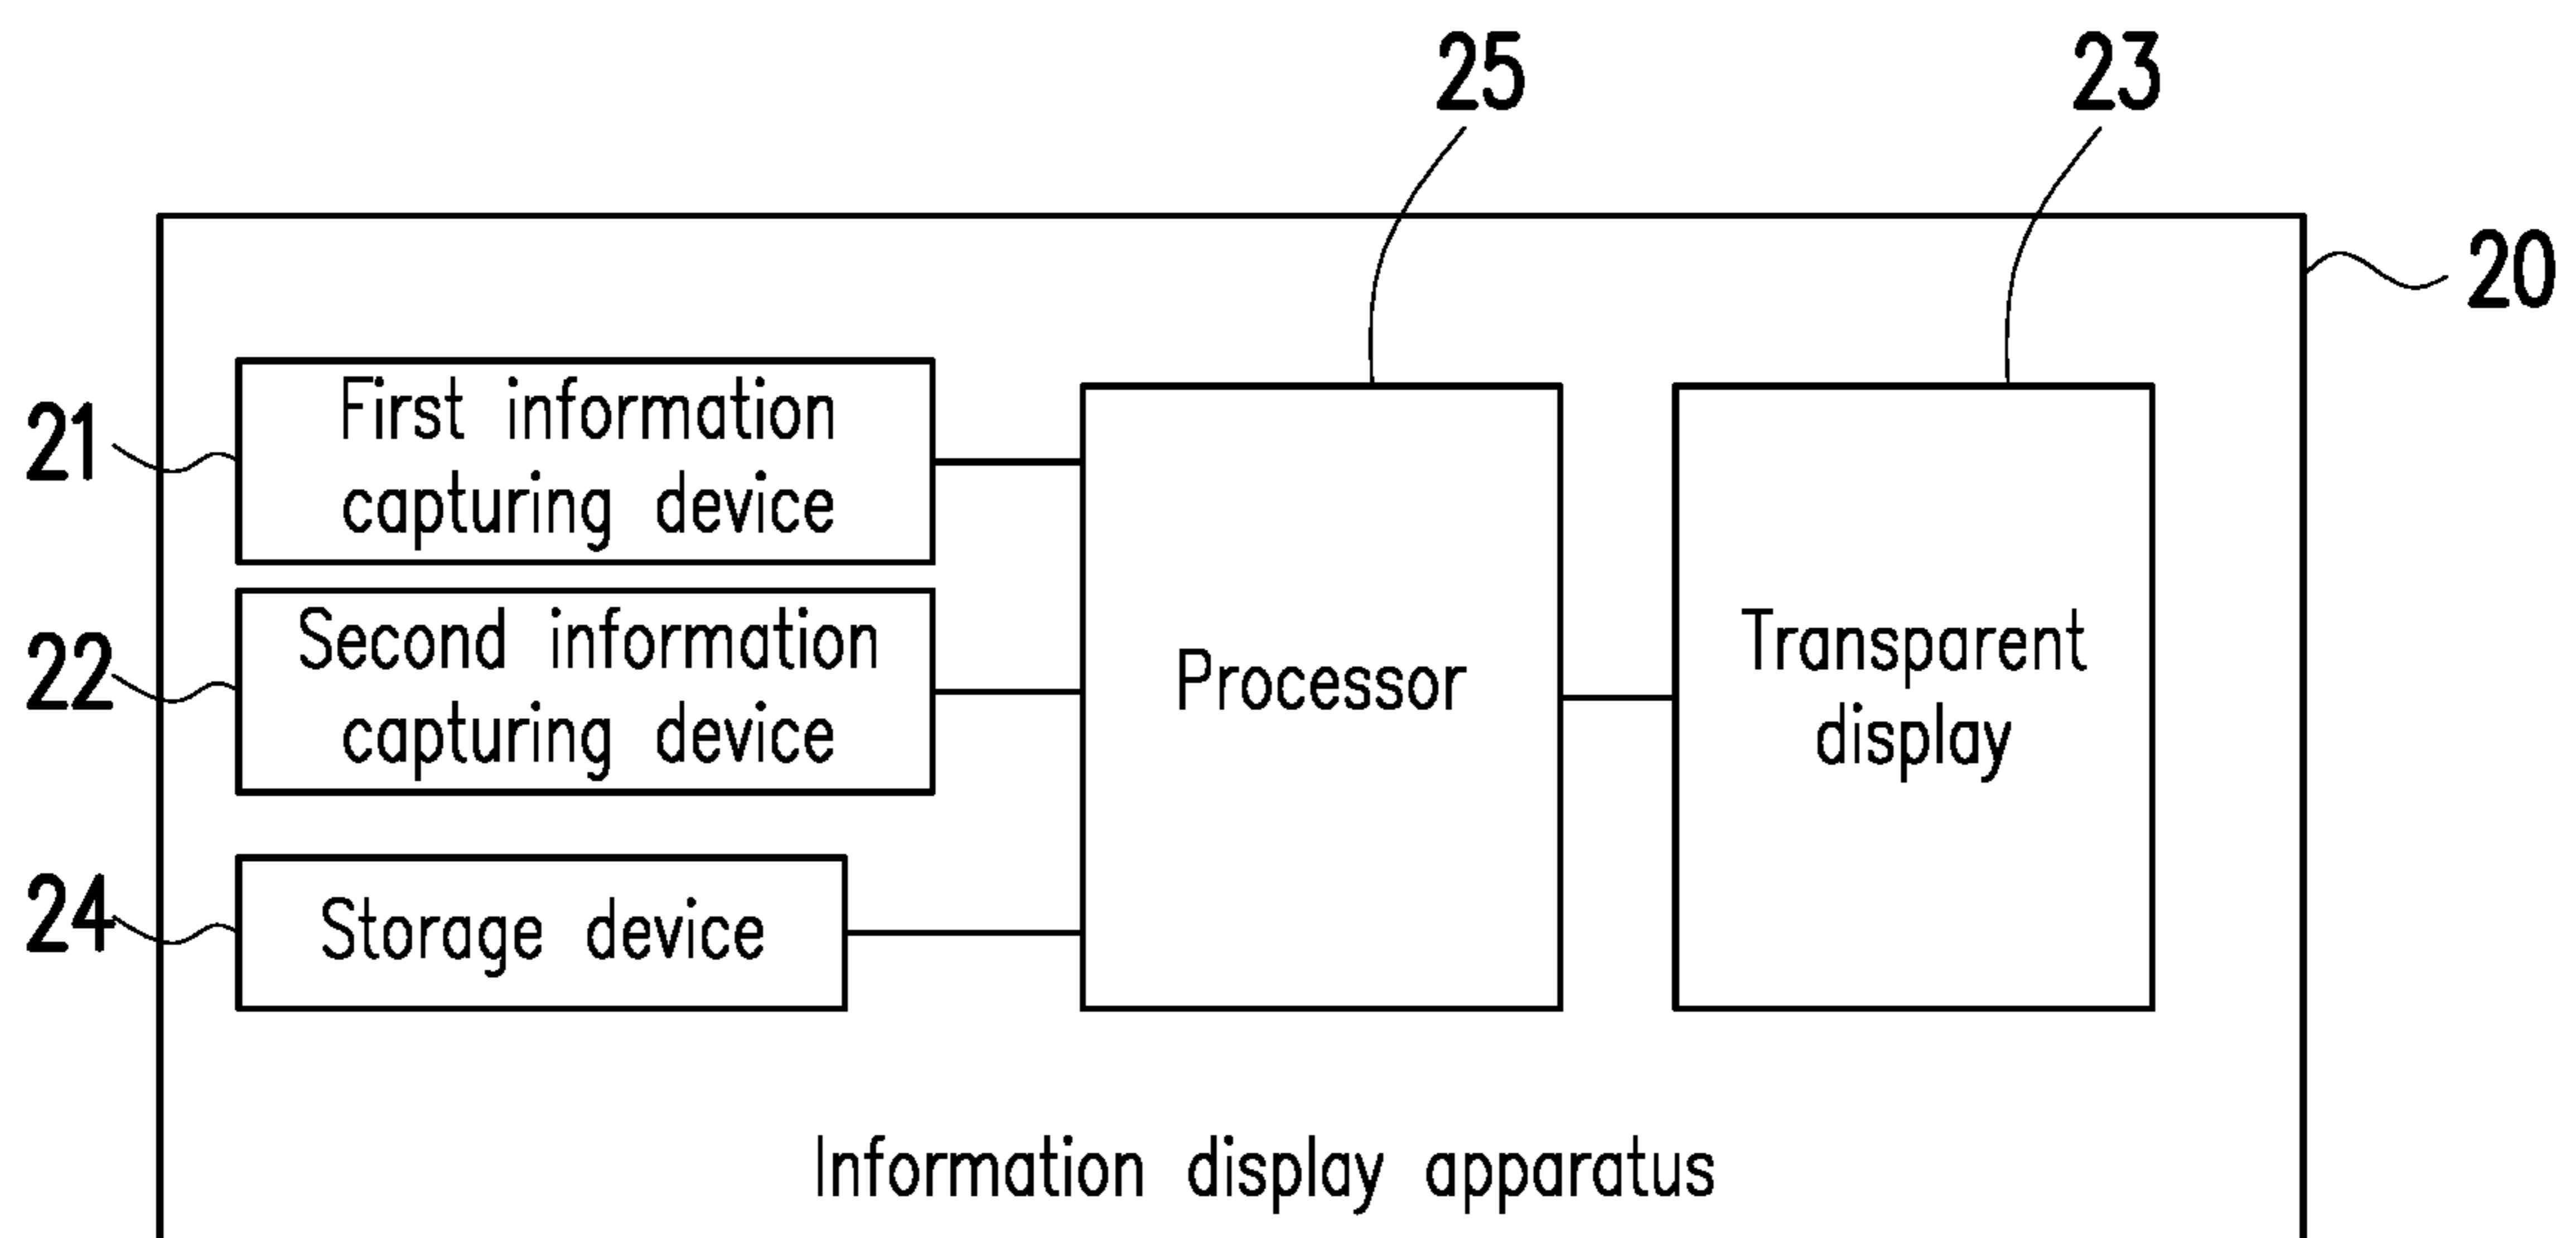 25
23
20
21
First information
capturing device
22
Second information
capturing device
Processor
Transparent
display
24
Storage device
Information display apparatus